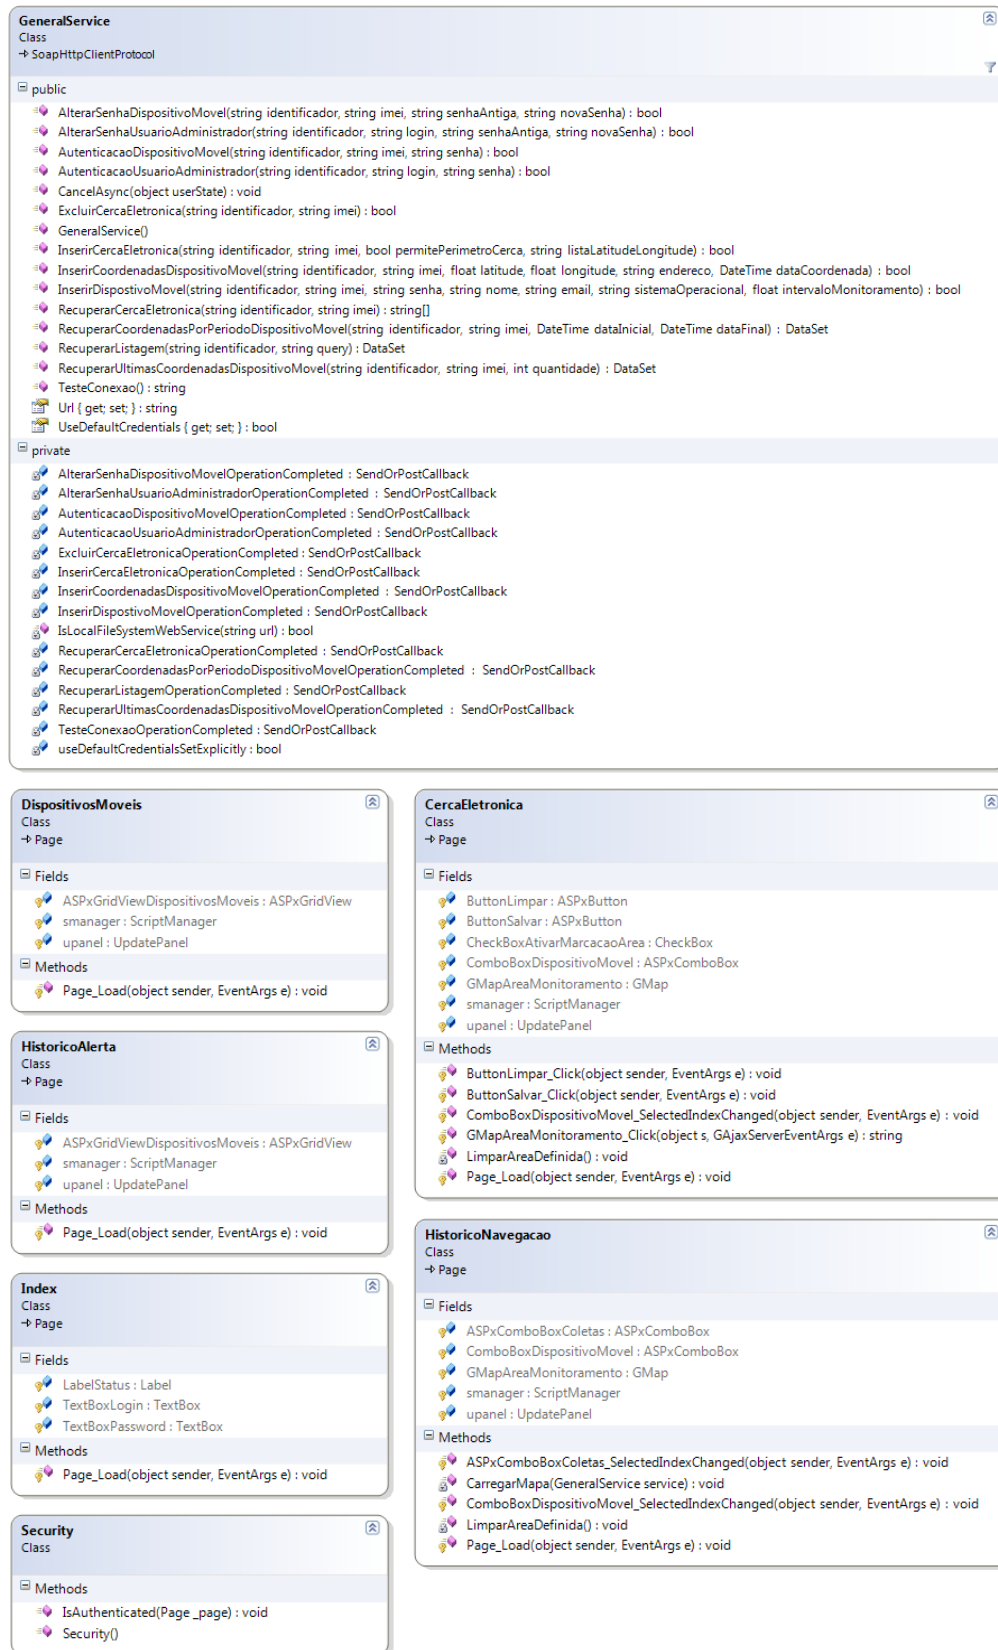 GeneralService
Class
SoapHttpClientProtocol
public
AlterarSenhaDispositivoMovel(string identificador, string imei, string senhaAntiga, string novaSenha) : bool
AlterarSenhaUsuarioAdministrador(string identificador, string login, string senhaAntiga, string novaSenha) : bool
AutenticacaoDispositivoMovel(string identificador, string imei, string senha) : bool
AutenticacaoUsuarioAdministrador(string identificador, string login, string senha) : bool
CancelAsync(object userState) : void
ExcluirCercaEletronica(string identificador, string imei) : bool
GeneralService()
InserirCercaEletronica(string identificador, string imei, bool permitePerimetroCerca, string listaLatitudeLongitude) : bool
InserirCoordenadasDispositivoMovel(string identificador, string imei, float latitude, float longitude, string endereco, DateTime dataCoordenada) : bool
InserirDispostivoMovel(string identificador, string imei, string senha, string nome, string email, string sistemaOperacional, float intervaloMonitoramento) : bool
RecuperarCercaEletronica(string identificador, string imei) : string[]
RecuperarCoordenadasPorPeriodoDispositivoMovel(string identificador, string imei, DateTime dataInicial, DateTime dataFinal) : DataSet
RecuperarListagem(string identificador, string query) : DataSet
RecuperarUltimasCoordenadasDispositivoMovel(string identificador, string imei, int quantidade) : DataSet
TesteConexao() : string
Url { get; set; } : string
UseDefaultCredentials { get; set; } : bool
private
AlterarSenhaDispositivoMovelOperationCompleted : SendOrPostCallback
AlterarSenhaUsuarioAdministradorOperationCompleted : SendOrPostCallback
AutenticacaoDispositivoMovelOperationCompleted : SendOrPostCallback
AutenticacaoUsuarioAdministradorOperationCompleted : SendOrPostCallback
ExcluirCercaEletronicaOperationCompleted : SendOrPostCallback
InserirCercaEletronicaOperationCompleted : SendOrPostCallback
InserirCoordenadasDispositivoMovelOperationCompleted : SendOrPostCallback
InserirDispostivoMovelOperationCompleted : SendOrPostCallback
IsLocalFileSystemWebService(string url) : bool
RecuperarCercaEletronicaOperationCompleted : SendOrPostCallback
RecuperarCoordenadasPorPeriodoDispositivoMovelOperationCompleted : SendOrPostCallback
RecuperarListagemOperationCompleted : SendOrPostCallback
RecuperarUltimasCoordenadasDispositivoMovelOperationCompleted : SendOrPostCallback
TesteConexaoOperationCompleted : SendOrPostCallback
useDefaultCredentialsSetExplicitly : bool
DispositivosMoveis
Class
Page
Fields
ASPxGridViewDispositivosMoveis : ASPxGridView
smanager : ScriptManager
upanel : UpdatePanel
Methods
Page_Load(object sender, EventArgs e) : void
HistoricoAlerta
Class
Page
Fields
ASPxGridViewDispositivosMoveis : ASPxGridView
smanager : ScriptManager
upanel : UpdatePanel
Methods
Page_Load(object sender, EventArgs e) : void
Index
Class
Page
Fields
LabelStatus : Label
TextBoxLogin : TextBox
TextBoxPassword : TextBox
Methods
Page_Load(object sender, EventArgs e) : void
Security
Class
Methods
IsAuthenticated(Page _page) : void
Security()
CercaEletronica
Class
Page
Fields
ButtonLimpar : ASPxButton
ButtonSalvar : ASPxButton
CheckBoxAtivarMarcacaoArea : CheckBox
ComboBoxDispositivoMovel : ASPxComboBox
GMapAreaMonitoramento : GMap
smanager : ScriptManager
upanel : UpdatePanel
Methods
ButtonLimpar_Click(object sender, EventArgs e) : void
ButtonSalvar_Click(object sender, EventArgs e) : void
ComboBoxDispositivoMovel_SelectedIndexChanged(object sender, EventArgs e) : void
GMapAreaMonitoramento_Click(object s, GAjaxServerEventArgs e) : string
LimparAreaDefinida() : void
Page_Load(object sender, EventArgs e) : void
HistoricoNavegacao
Class
Page
Fields
ASPxComboBoxColetas : ASPxComboBox
ComboBoxDispositivoMovel : ASPxComboBox
GMapAreaMonitoramento : GMap
smanager : ScriptManager
upanel : UpdatePanel
Methods
ASPxComboBoxColetas_SelectedIndexChanged(object sender, EventArgs e) : void
CarregarMapa(GeneralService service) : void
ComboBoxDispositivoMovel_SelectedIndexChanged(object sender, EventArgs e) : void
LimparAreaDefinida() : void
Page_Load(object sender, EventArgs e) : void